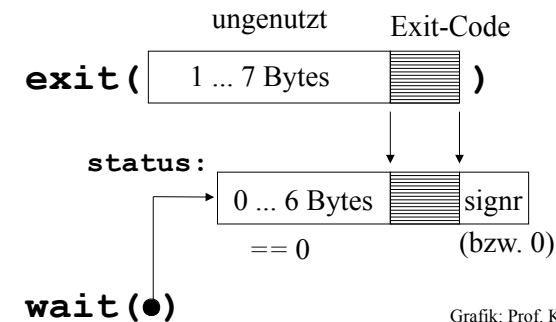 ungenutzt Exit-Code
exit( 1 ... 7 Bytes )
status:
0 ... 6 Bytes signr
== 0 (bzw. 0)
wait( )
Grafik: Prof. K